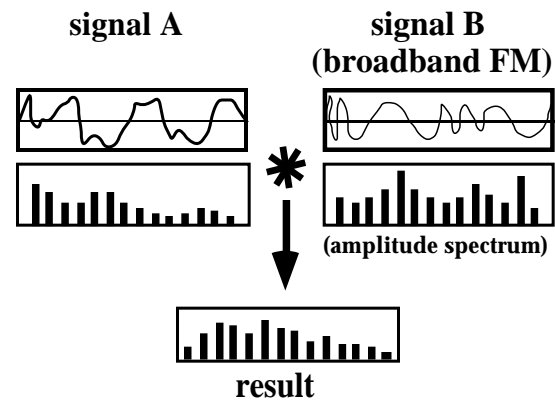 signal A
signal B
(broadband FM)
(amplitude spectrum)
result